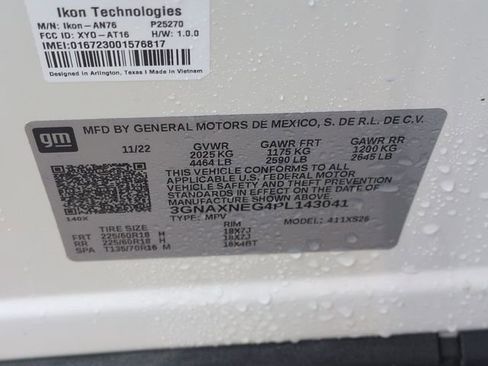 Ikon Technologies
M/N: Ikon-AN76 P25270
FCC ID: XYO-AT16 H/W: 1.0.0
IMEI:016723001576817
Designed in Arlington, Texas I Made in Vietnam
gm
MFD BY GENERAL MOTORS DE MEXICO, S. DE R.L. DE C.V.
11/22 GVWR GAWR FRT GAWR RR
2025 KG 1175 KG 1200 KG
4464 LB 2590 LB 2645 LB
THIS VEHICLE CONFORMS TO ALL
APPLICABLE U.S. FEDERAL MOTOR
VEHICLE SAFETY AND THEFT PREVENTION
STANDARDS IN EFFECT ON THE DATE OF
MANUFACTURE SHOWN ABOVE.
3GNAXNEG4PL143041
140X TYPE: MPV MODEL: 411XS26
TIRE SIZE RIM
FRT 225/60R18 H 18X7J
RR 225/60R18 H 18X7J
SPA T135/70R16 M 16X4BT